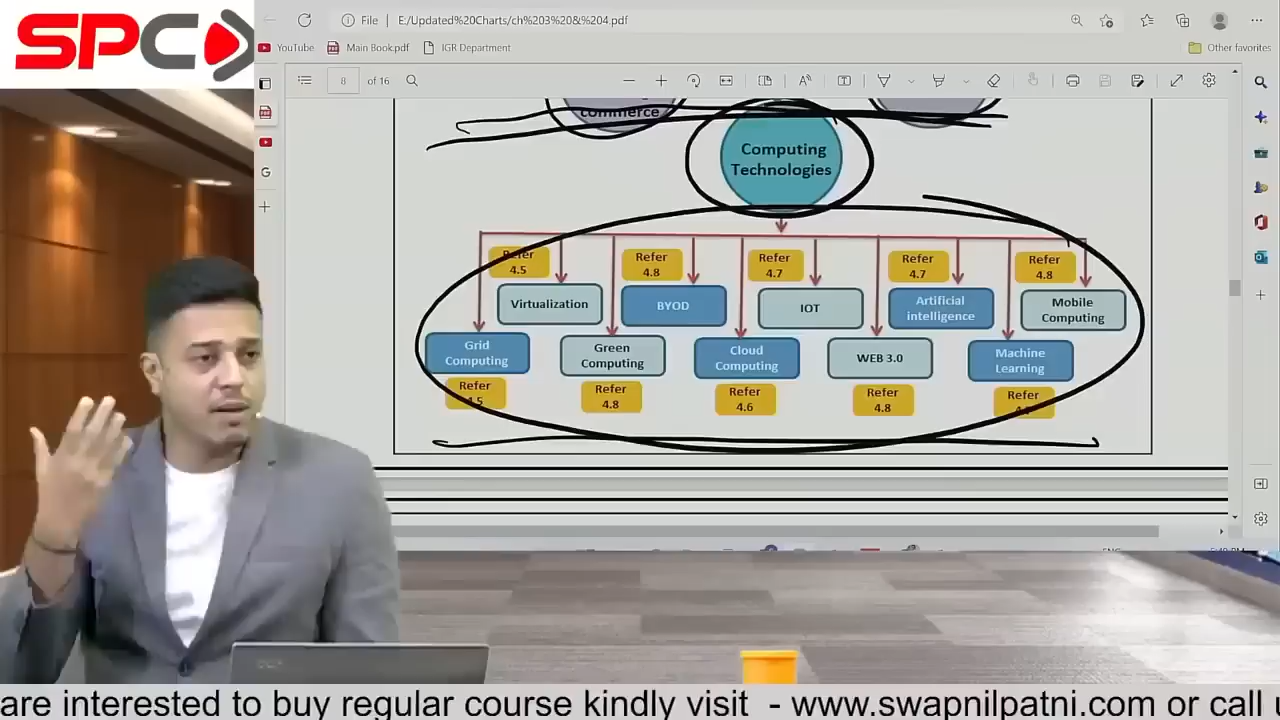 SPC
File
E:/Updated%20Charts/ch%203%20&%204.pdf
YouTube
Main Book.pdf
IGR Department
Other favorites
8
of 16
commerce
Computing
Technologies
Refer
4.5
Refer
4.8
Refer
4.7
Refer
4.7
Refer
4.8
Virtualization
BYOD
IOT
Artificial
intelligence
Mobile
Computing
Grid
Computing
Green
Computing
Cloud
Computing
WEB 3.0
Machine
Learning
Refer
4.5
Refer
4.8
Refer
4.6
Refer
4.8
Refer
G
are interested to buy regular course kindly visit - www.swapnilpatni.com or call